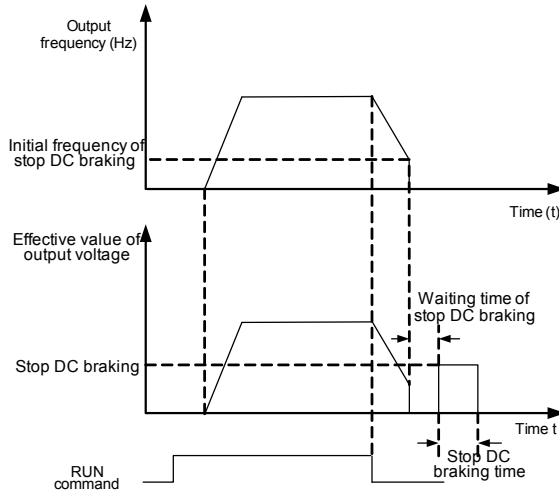 Output
frequency (Hz)
Initial frequency of
stop DC braking
Time (t)
Effective value of
output voltage
Waiting time of
stop DC braking
Stop DC braking
Time t
Stop DC
braking time
RUN
command